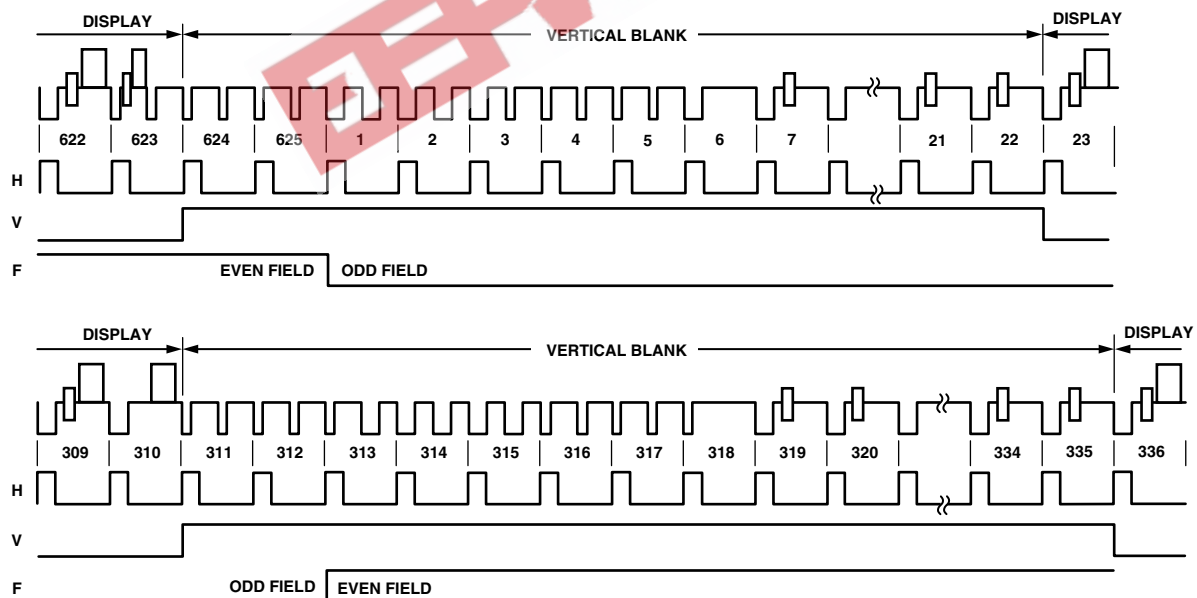 DISPLAY VERTICAL BLANK DISPLAY
622 623 624 625 1 2 3 4 5 6 7 21 22 23
H
V
F EVEN FIELD ODD FIELD
DISPLAY VERTICAL BLANK DISPLAY
309 310 311 312 313 314 315 316 317 318 319 320 334 335 336
H
V
F ODD FIELD EVEN FIELD